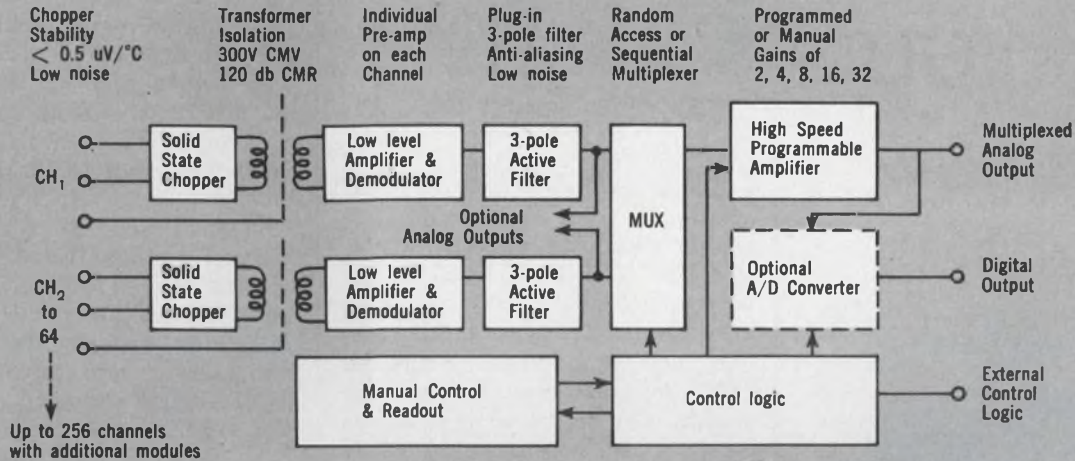 Chopper
Stability
< 0.5 uV/°C
Low noise
Transformer
Isolation
300V CMV
120 db CMR
Individual
Pre-amp
on each
Channel
Plug-in
3-pole filter
Anti-aliasing
Low noise
Random
Access or
Sequential
Multiplexer
Programmed
or Manual
Gains of
2, 4, 8, 16, 32
CH1
Solid
State
Chopper
Low level
Amplifier &
Demodulator
3-pole
Active
Filter
MUX
High Speed
Programmable
Amplifier
Multiplexed
Analog
Output
Optional
Analog Outputs
CH2
to
64
Solid
State
Chopper
Low level
Amplifier &
Demodulator
3-pole
Active
Filter
Optional
A/D Converter
Digital
Output
Manual Control
& Readout
Control logic
External
Control
Logic
Up to 256 channels
with additional modules